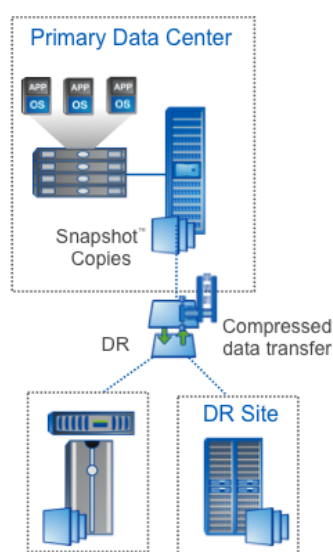 Primary Data Center
APP APP APP
OS OS OS
Snapshot™
Copies
DR
Compressed
data transfer
DR Site